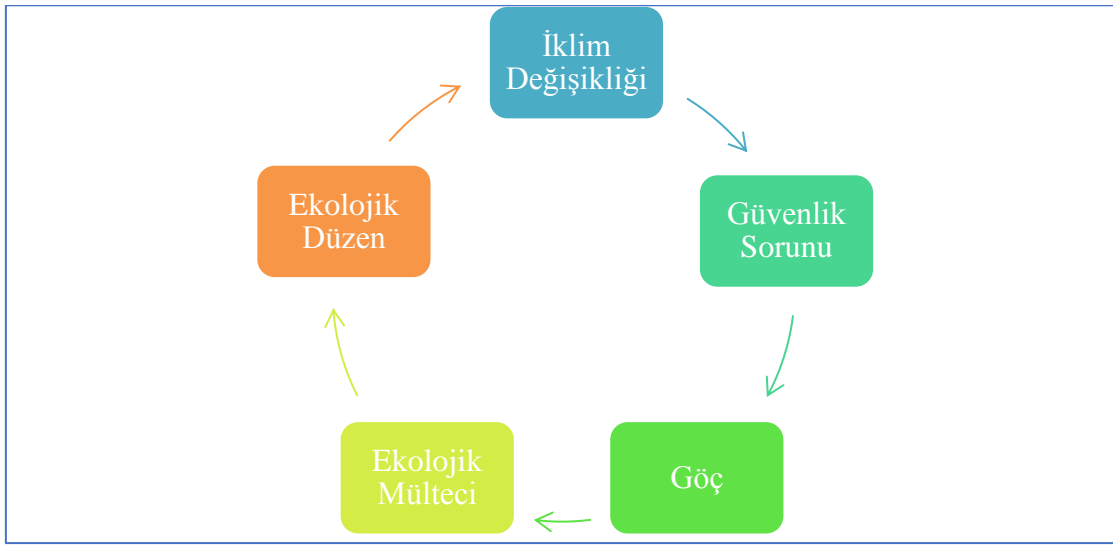 İklim
Değişikliği
Güvenlik
Sorunu
Göç
Ekolojik
Mülteci
Ekolojik
Düzen